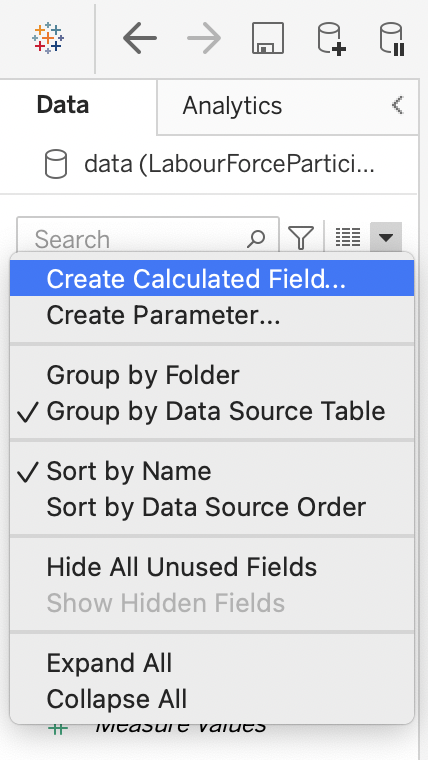 Data
Analytics
data (LabourForcePartici...
Search
Create Calculated Field...
Create Parameter...
Group by Folder
✓ Group by Data Source Table
✓ Sort by Name
Sort by Data Source Order
Hide All Unused Fields
Show Hidden Fields
Expand All
Collapse All
# Measure Values